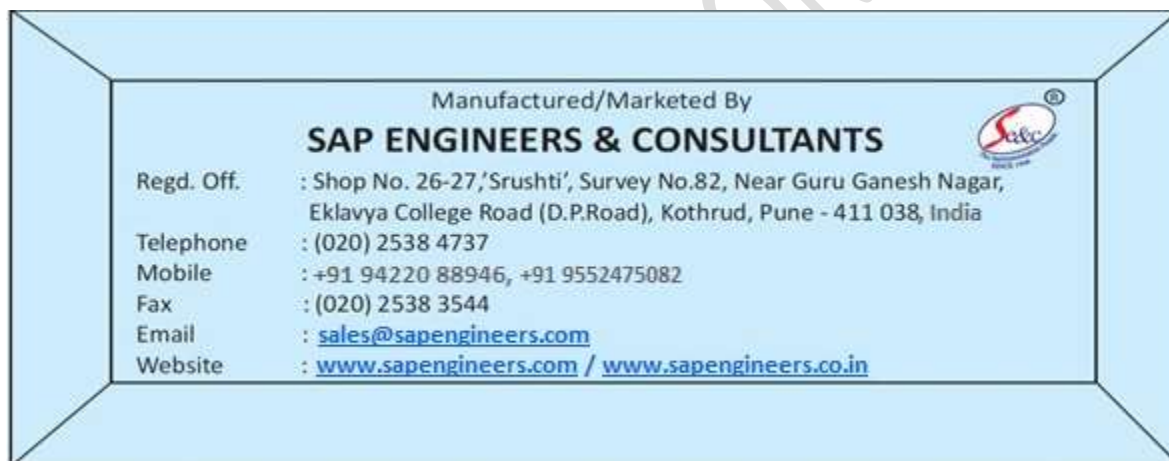 Manufactured/Marketed By
®
SAP ENGINEERS & CONSULTANTS
Regd. Off. : Shop No. 26-27,‘Srushti’, Survey No.82, Near Guru Ganesh Nagar,
Eklavya College Road (D.P.Road), Kothrud, Pune - 411 038, India
Telephone : (020) 2538 4737
Mobile : +91 94220 88946, +91 9552475082
Fax : (020) 2538 3544
Email : sales@sapengineers.com
Website : www.sapengineers.com / www.sapengineers.co.in